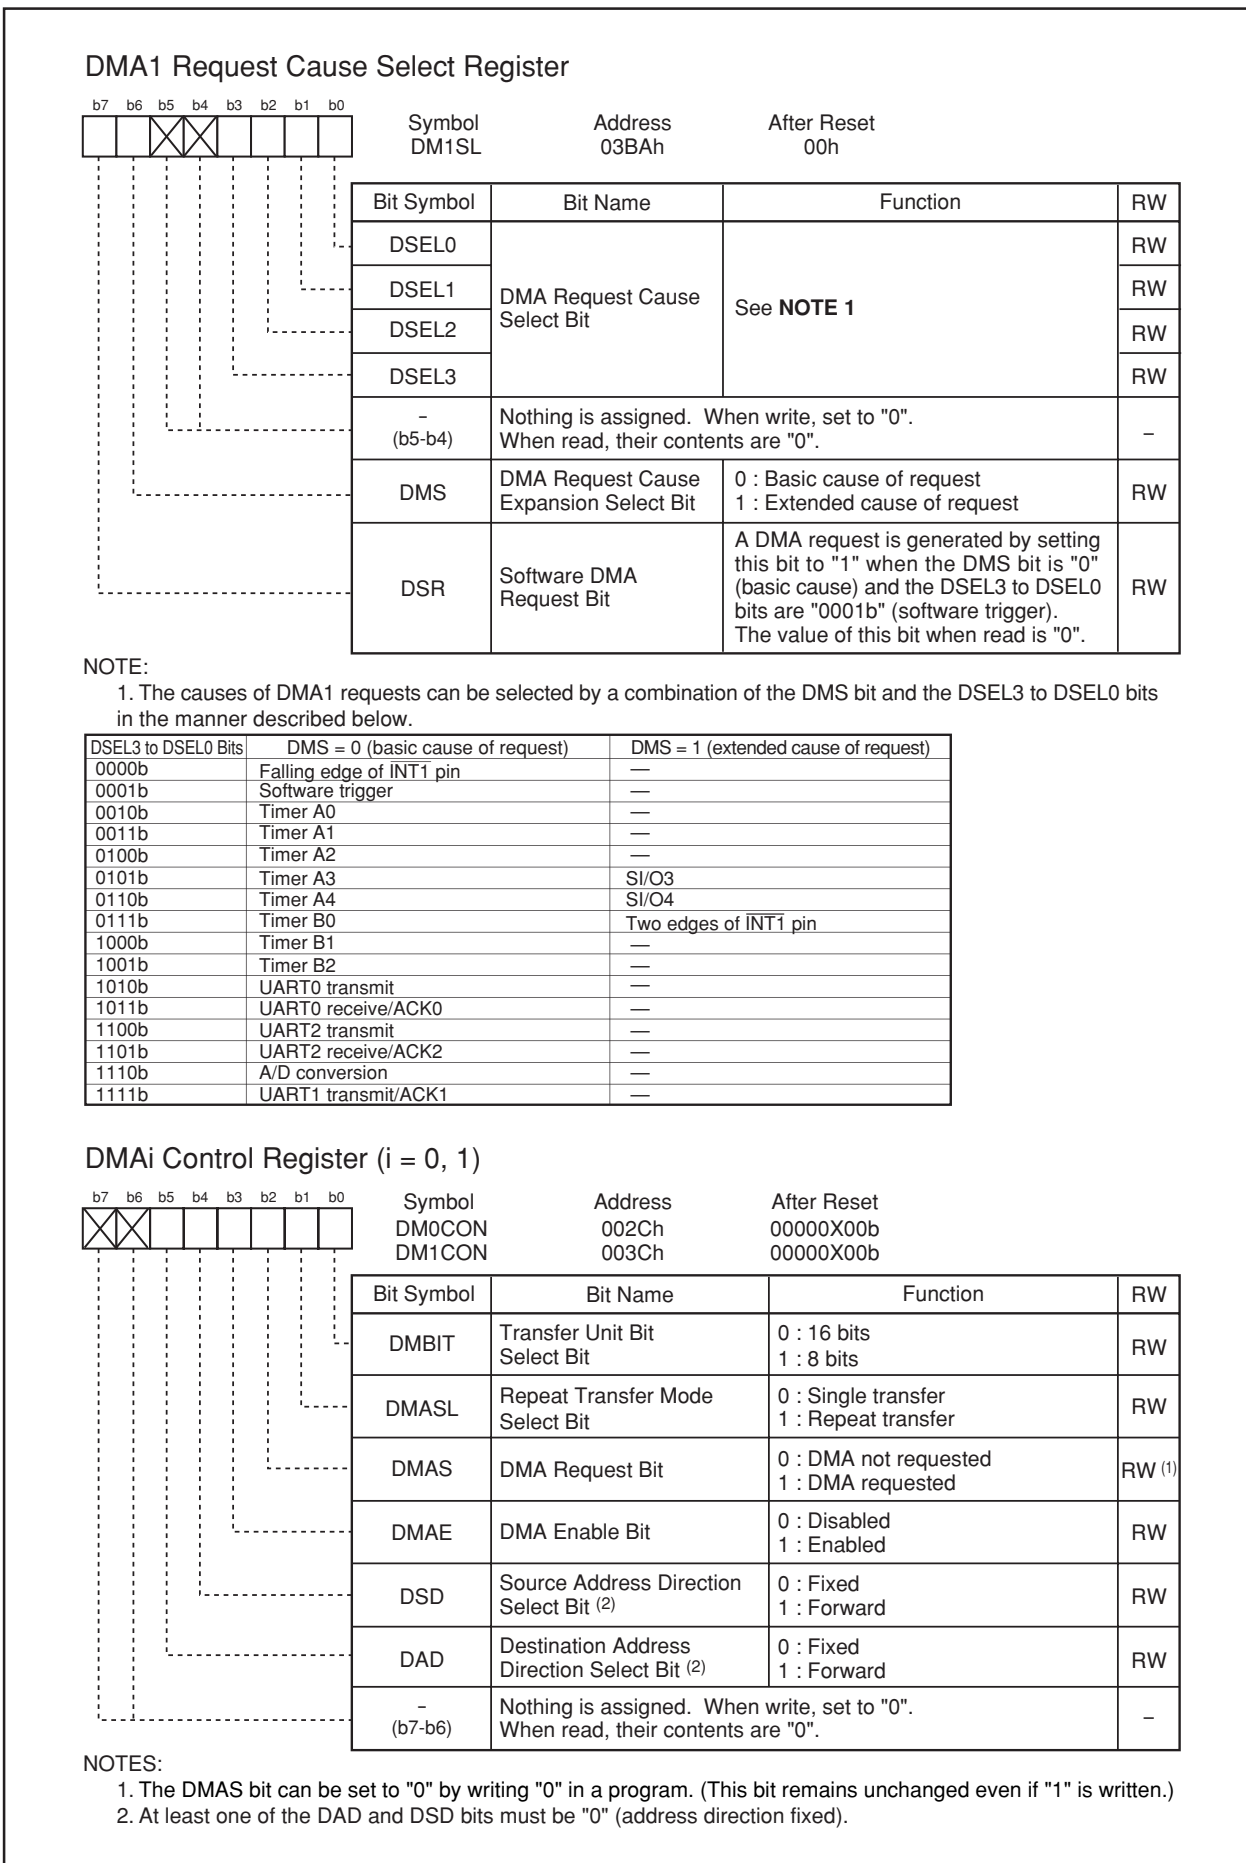 DMA1 Request Cause Select Register
b7 b6 b5 b4 b3 b2 b1 b0
Symbol Address After Reset
DM1SL 03BAh 00h
Bit Symbol Bit Name Function RW
DSEL0 RW
DSEL1 RW
DMA Request Cause
Select Bit
See NOTE 1
DSEL2 RW
DSEL3 RW
– Nothing is assigned. When write, set to "0".
(b5-b4) When read, their contents are "0". –
DMS DMA Request Cause
Expansion Select Bit
0 : Basic cause of request
1 : Extended cause of request
RW
DSR Software DMA
Request Bit
A DMA request is generated by setting
this bit to "1" when the DMS bit is "0"
(basic cause) and the DSEL3 to DSEL0
bits are "0001b" (software trigger).
The value of this bit when read is "0".
RW
NOTE:
1. The causes of DMA1 requests can be selected by a combination of the DMS bit and the DSEL3 to DSEL0 bits
in the manner described below.
DSEL3 to DSEL0 Bits DMS = 0 (basic cause of request) DMS = 1 (extended cause of request)
0000b Falling edge of INT1 pin —
0001b Software trigger —
0010b Timer A0 —
0011b Timer A1 —
0100b Timer A2 —
0101b Timer A3 SI/O3
0110b Timer A4 SI/O4
0111b Timer B0 Two edges of INT1 pin
1000b Timer B1 —
1001b Timer B2 —
1010b UART0 transmit —
1011b UART0 receive/ACK0 —
1100b UART2 transmit —
1101b UART2 receive/ACK2 —
1110b A/D conversion —
1111b UART1 transmit/ACK1 —
DMAi Control Register (i = 0, 1)
b7 b6 b5 b4 b3 b2 b1 b0
Symbol Address After Reset
DM0CON 002Ch 00000X00b
DM1CON 003Ch 00000X00b
Bit Symbol Bit Name Function RW
DMBIT Transfer Unit Bit
Select Bit
0 : 16 bits
1 : 8 bits
RW
DMASL Repeat Transfer Mode
Select Bit
0 : Single transfer
1 : Repeat transfer
RW
DMAS DMA Request Bit
0 : DMA not requested
1 : DMA requested
RW (1)
DMAE DMA Enable Bit
0 : Disabled
1 : Enabled
RW
DSD Source Address Direction
Select Bit (2)
0 : Fixed
1 : Forward
RW
DAD Destination Address
Direction Select Bit (2)
0 : Fixed
1 : Forward
RW
– Nothing is assigned. When write, set to "0".
(b7-b6) When read, their contents are "0". –
NOTES:
1. The DMAS bit can be set to "0" by writing "0" in a program. (This bit remains unchanged even if "1" is written.)
2. At least one of the DAD and DSD bits must be "0" (address direction fixed).